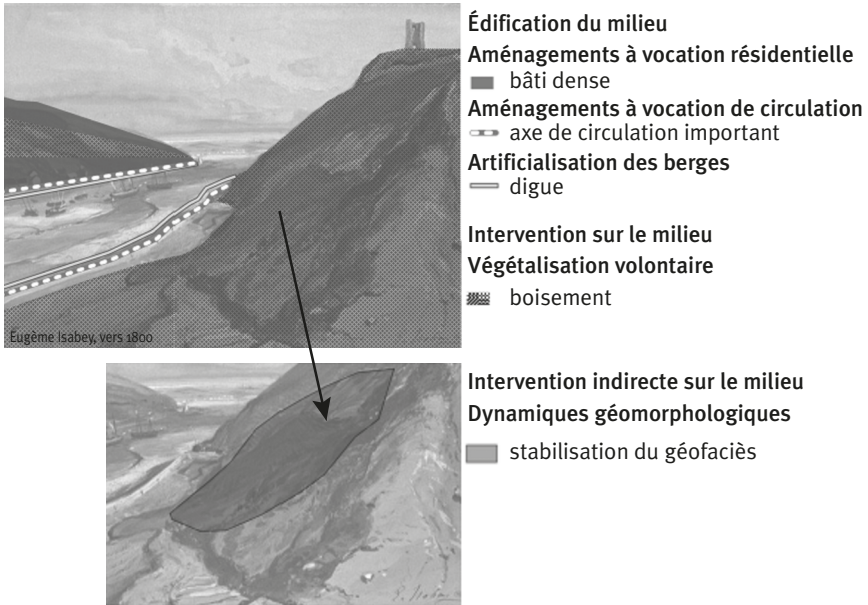 Édification du milieu
Aménagements à vocation résidentielle
bâti dense
Aménagements à vocation de circulation
axe de circulation important
Artificialisation des berges
digue
Intervention sur le milieu
Végétalisation volontaire
boisement
Eugème Isabey, vers 1800
Intervention indirecte sur le milieu
Dynamiques géomorphologiques
stabilisation du géofaciès